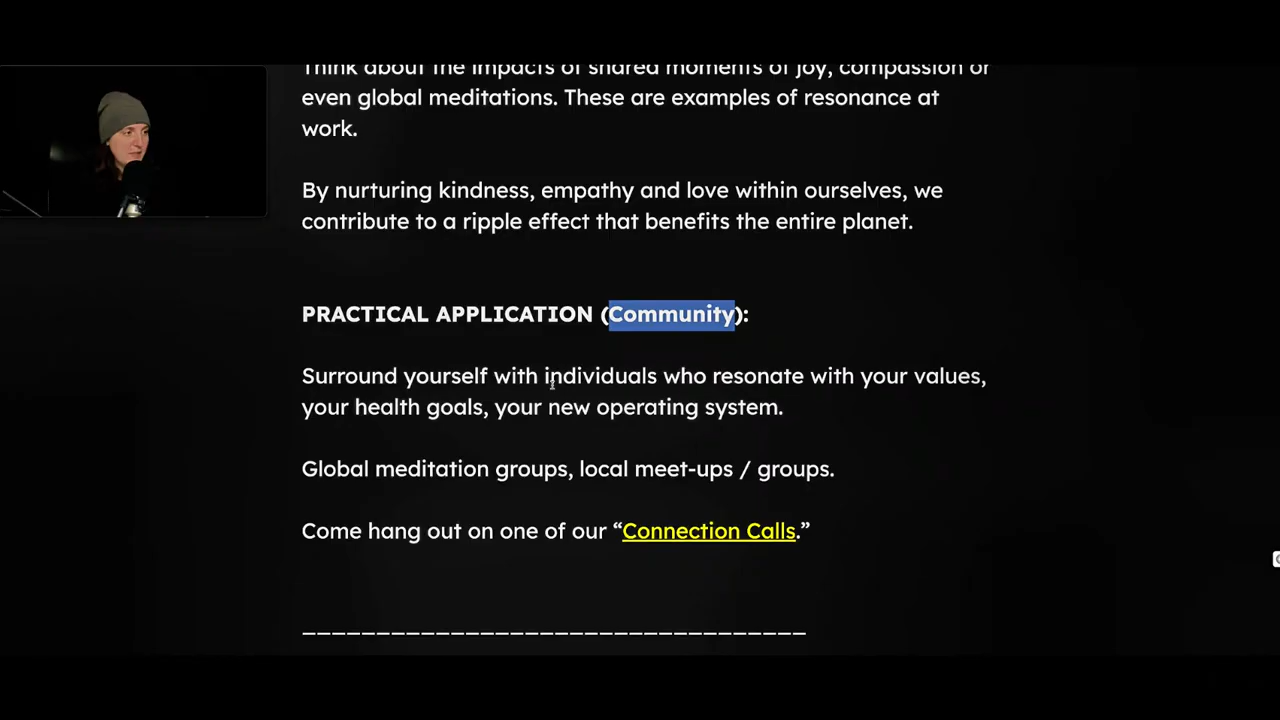 Think about the impacts of shared moments of joy, compassion or
even global meditations. These are examples of resonance at
work.
By nurturing kindness, empathy and love within ourselves, we
contribute to a ripple effect that benefits the entire planet.
PRACTICAL APPLICATION (Community):
Surround yourself with individuals who resonate with your values,
your health goals, your new operating system.
Global meditation groups, local meet-ups / groups.
Come hang out on one of our “Connection Calls.”
__________________________________